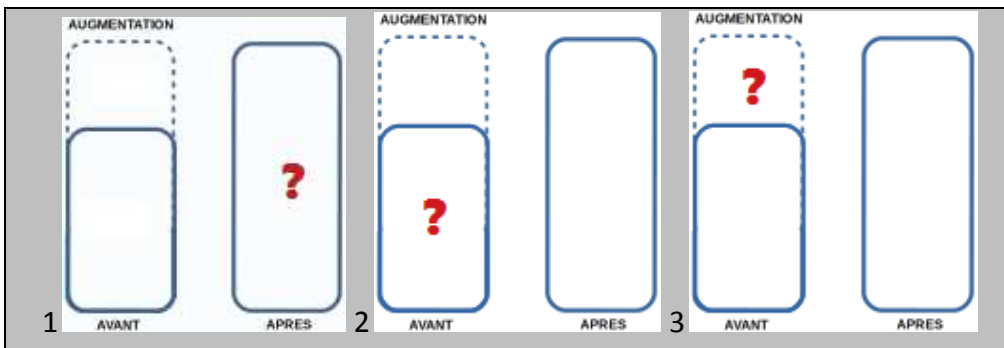 AUGMENTATION AUGMENTATION AUGMENTATION
? ? ?
1 AVANT APRES 2 AVANT APRES 3 AVANT APRES